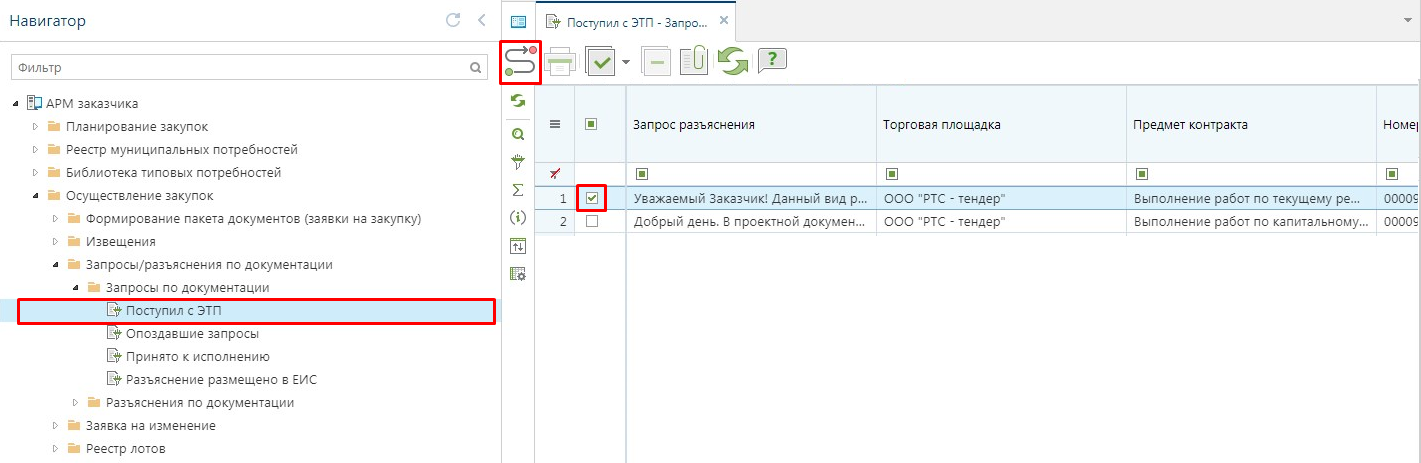 Навигатор
Фильтр
АРМ заказчика
Планирование закупок
Реестр муниципальных потребностей
Библиотека типовых потребностей
Осуществление закупок
Формирование пакета документов (заявки на закупку)
Извещения
Запросы/разъяснения по документации
Запросы по документации
Поступил с ЭТП
Опоздавшие запросы
Принято к исполнению
Разъяснение размещено в ЕИС
Разъяснения по документации
Заявка на изменение
Реестр лотов
Поступил с ЭТП - Запро...
Запрос разъяснения Торговая площадка Предмет контракта Номер
1 Уважаемый Заказчик! Данный вид р... ООО "РТС - тендер" Выполнение работ по текущему ре... 00009
2 Добрый день. В проектной докумен... ООО "РТС - тендер" Выполнение работ по капитальному... 00009